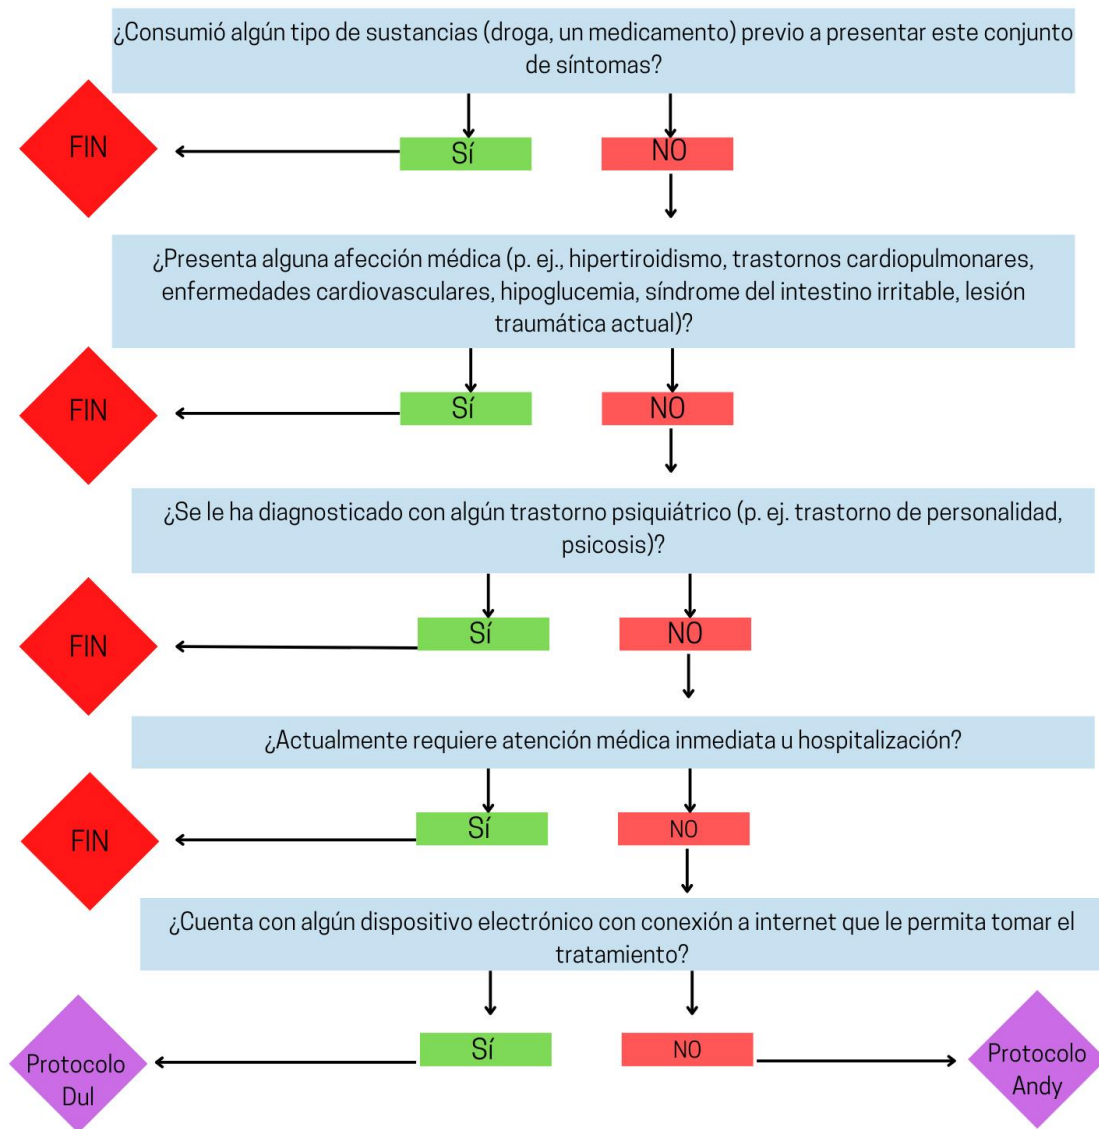 ¿Consumió algún tipo de sustancias (droga, un medicamento) previo a presentar este conjunto
de síntomas?
FIN
Sí
NO
¿Presenta alguna afección médica (p. ej., hipertiroidismo, trastornos cardiopulmonares,
enfermedades cardiovasculares, hipoglucemia, síndrome del intestino irritable, lesión
traumática actual)?
FIN
Sí
NO
¿Se le ha diagnosticado con algún trastorno psiquiátrico (p. ej. trastorno de personalidad,
psicosis)?
FIN
Sí
NO
¿Actualmente requiere atención médica inmediata u hospitalización?
FIN
Sí
NO
¿Cuenta con algún dispositivo electrónico con conexión a internet que le permita tomar el
tratamiento?
Protocolo
Dul
Sí
NO
Protocolo
Andy